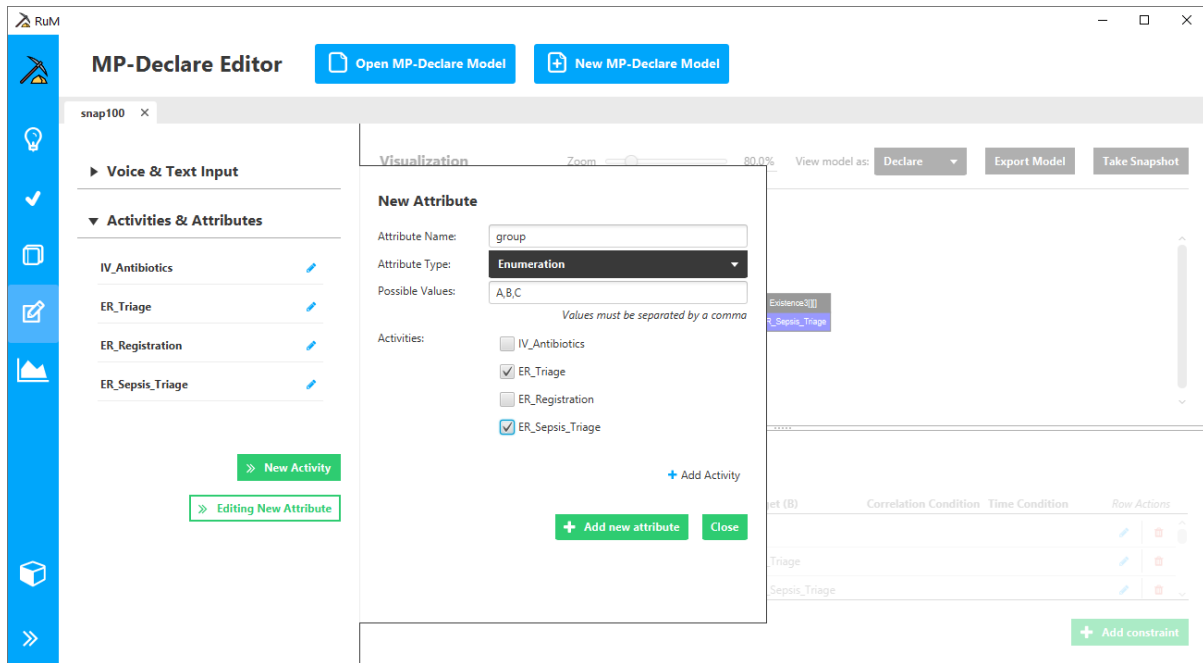 RuM
MP-Declare Editor
Open MP-Declare Model
New MP-Declare Model
snap100
Voice & Text Input
Activities & Attributes
IV_Antibiotics
ER_Triage
ER_Registration
ER_Sepsis_Triage
New Activity
Editing New Attribute
Visualization
Zoom
80.0%
View model as:
Declare
Export Model
Take Snapshot
New Attribute
Attribute Name:
group
Attribute Type:
Enumeration
Possible Values:
A,B,C
Values must be separated by a comma
Activities:
IV_Antibiotics
ER_Triage
ER_Registration
ER_Sepsis_Triage
Add Activity
Add new attribute
Close
Existence3[][]
R_Sepsis_Triage
get (B)
Correlation Condition
Time Condition
Row Actions
_Triage
_Sepsis_Triage
Add constraint